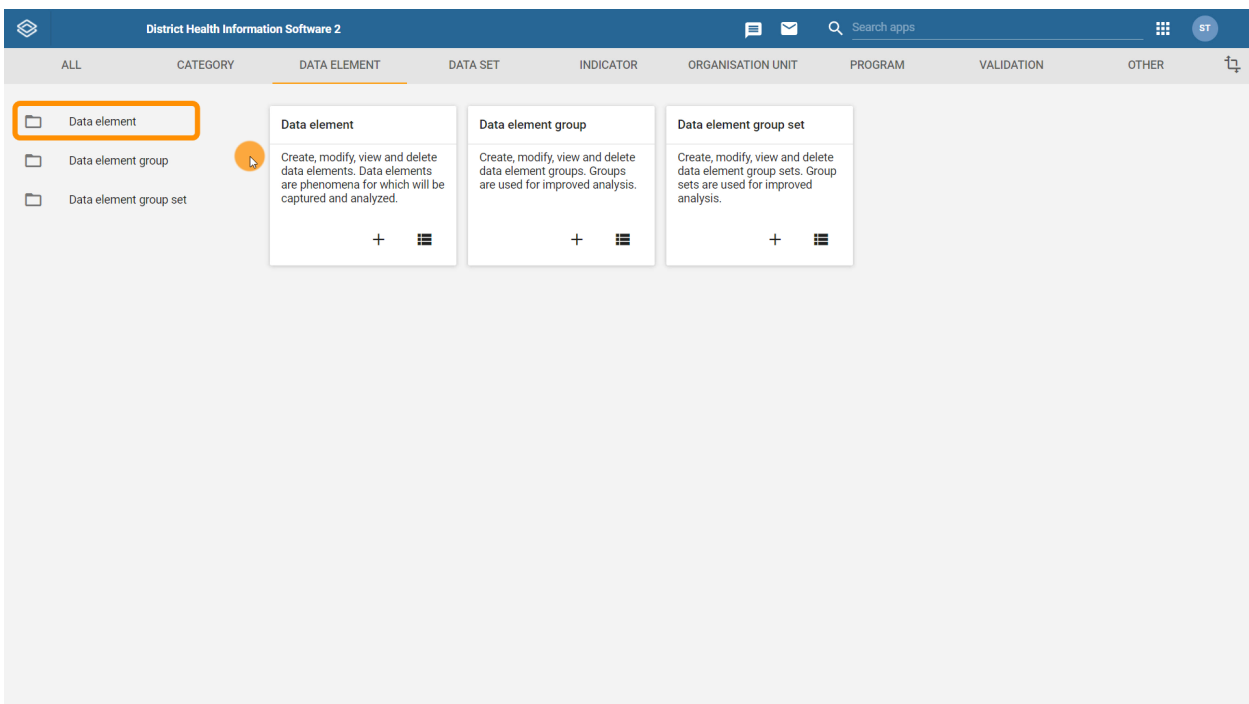 District Health Information Software 2
Search apps
ST
ALL
CATEGORY
DATA ELEMENT
DATA SET
INDICATOR
ORGANISATION UNIT
PROGRAM
VALIDATION
OTHER
Data element
Data element group
Data element group set
Data element
Create, modify, view and delete
data elements. Data elements
are phenomena for which will be
captured and analyzed.
Data element group
Create, modify, view and delete
data element groups. Groups
are used for improved analysis.
Data element group set
Create, modify, view and delete
data element group sets. Group
sets are used for improved
analysis.